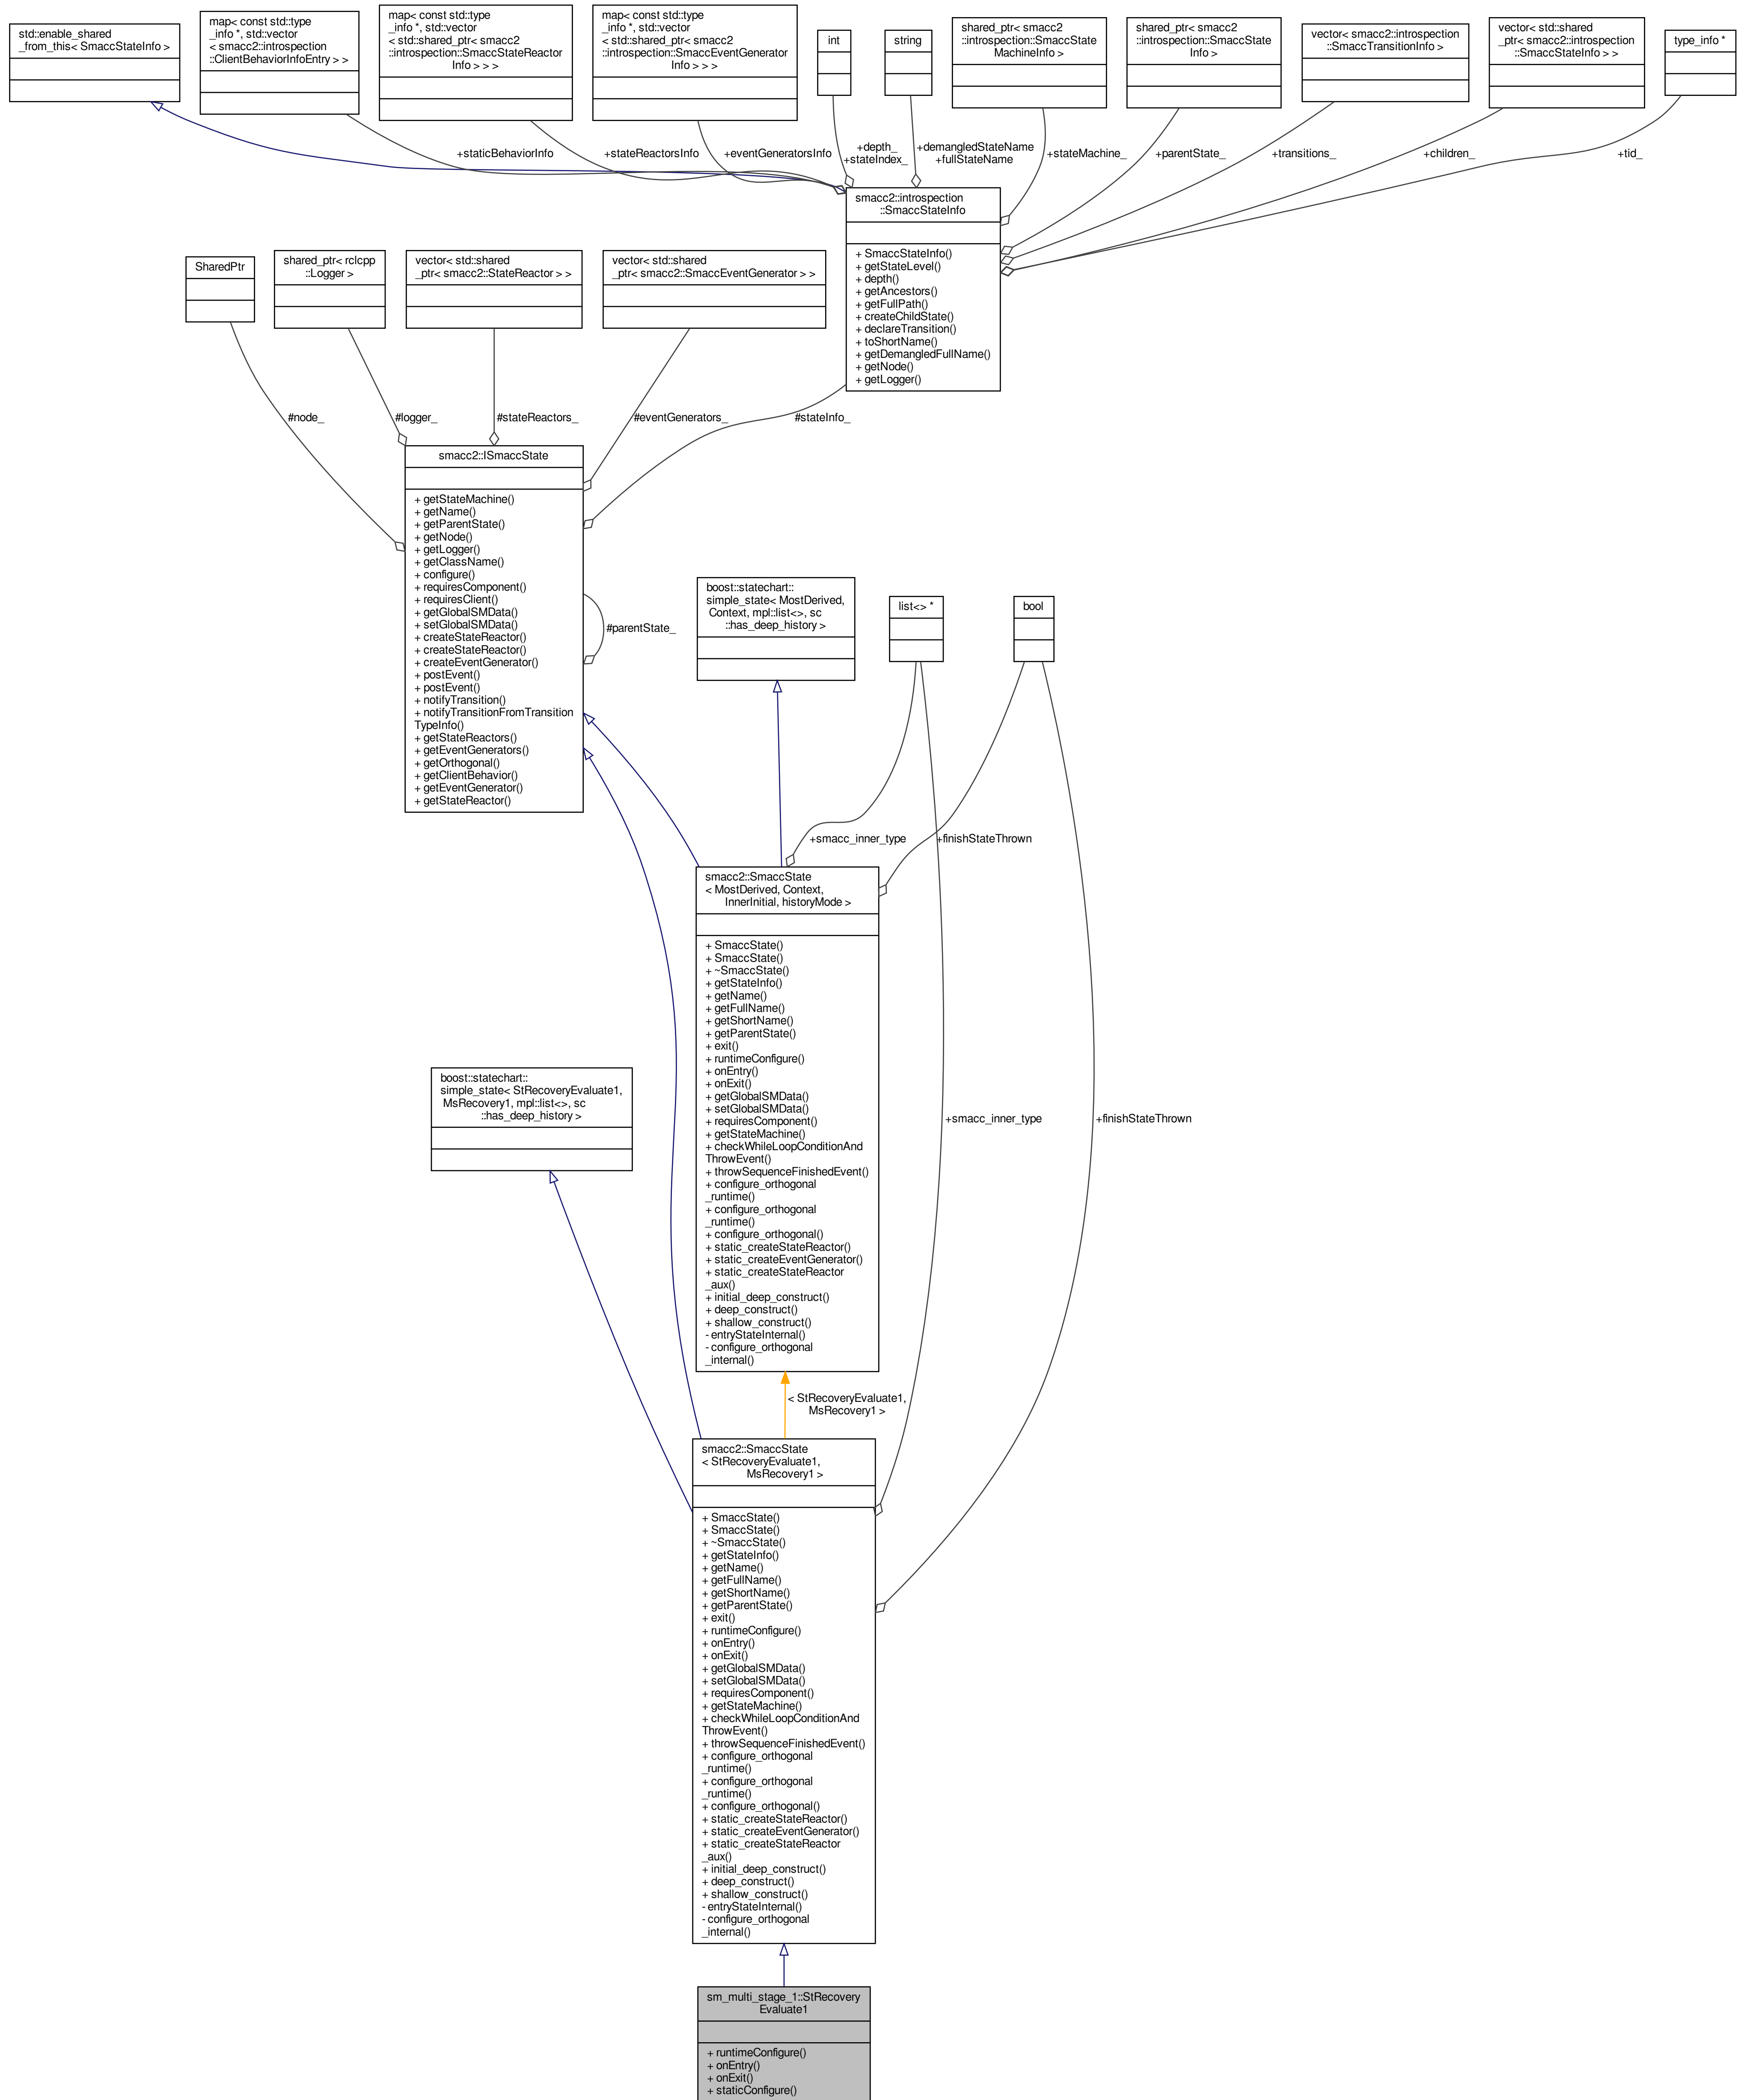 std::enable_shared
_from_this< SmaccStateInfo >
map< const std::type
_info *, std::vector
< smacc2::introspection
::ClientBehaviorInfoEntry > >
map< const std::type
_info *, std::vector
< std::shared_ptr< smacc2
::introspection::SmaccStateReactor
Info > > >
map< const std::type
_info *, std::vector
< std::shared_ptr< smacc2
::introspection::SmaccEventGenerator
Info > > >
int
string
shared_ptr< smacc2
::introspection::SmaccState
MachineInfo >
shared_ptr< smacc2
::introspection::SmaccState
Info >
vector< smacc2::introspection
::SmaccTransitionInfo >
vector< std::shared
_ptr< smacc2::introspection
::SmaccStateInfo > >
type_info *
+staticBehaviorInfo
+stateReactorsInfo
+eventGeneratorsInfo
+depth_
+stateIndex_
+demangledStateName
+fullStateName
+stateMachine_
+parentState_
+transitions_
+children_
+tid_
smacc2::introspection
::SmaccStateInfo
+ SmaccStateInfo()
+ getStateLevel()
+ depth()
+ getAncestors()
+ getFullPath()
+ createChildState()
+ declareTransition()
+ toShortName()
+ getDemangledFullName()
+ getNode()
+ getLogger()
SharedPtr
shared_ptr< rclcpp
::Logger >
vector< std::shared
_ptr< smacc2::StateReactor > >
vector< std::shared
_ptr< smacc2::SmaccEventGenerator > >
#node_
#logger_
#stateReactors_
#eventGenerators_
#stateInfo_
smacc2::ISmaccState
+ getStateMachine()
+ getName()
+ getParentState()
+ getNode()
+ getLogger()
+ getClassName()
+ configure()
+ requiresComponent()
+ requiresClient()
+ getGlobalSMData()
+ setGlobalSMData()
+ createStateReactor()
+ createStateReactor()
+ createEventGenerator()
+ postEvent()
+ postEvent()
+ notifyTransition()
+ notifyTransitionFromTransition
TypeInfo()
+ getStateReactors()
+ getEventGenerators()
+ getOrthogonal()
+ getClientBehavior()
+ getEventGenerator()
+ getStateReactor()
#parentState_
boost::statechart::
simple_state< MostDerived,
Context, mpl::list<>, sc
::has_deep_history >
list<> *
bool
+smacc_inner_type
+finishStateThrown
smacc2::SmaccState
< MostDerived, Context,
InnerInitial, historyMode >
+ SmaccState()
+ SmaccState()
+ ~SmaccState()
+ getStateInfo()
+ getName()
+ getFullName()
+ getShortName()
+ getParentState()
+ exit()
+ runtimeConfigure()
+ onEntry()
+ onExit()
+ getGlobalSMData()
+ setGlobalSMData()
+ requiresComponent()
+ getStateMachine()
+ checkWhileLoopConditionAnd
ThrowEvent()
+ throwSequenceFinishedEvent()
+ configure_orthogonal
_runtime()
+ configure_orthogonal
_runtime()
+ configure_orthogonal()
+ static_createStateReactor()
+ static_createEventGenerator()
+ static_createStateReactor
_aux()
+ initial_deep_construct()
+ deep_construct()
+ shallow_construct()
- entryStateInternal()
- configure_orthogonal
_internal()
boost::statechart::
simple_state< StRecoveryEvaluate1,
MsRecovery1, mpl::list<>, sc
::has_deep_history >
+smacc_inner_type
+finishStateThrown
< StRecoveryEvaluate1,
MsRecovery1 >
smacc2::SmaccState
< StRecoveryEvaluate1,
MsRecovery1 >
+ SmaccState()
+ SmaccState()
+ ~SmaccState()
+ getStateInfo()
+ getName()
+ getFullName()
+ getShortName()
+ getParentState()
+ exit()
+ runtimeConfigure()
+ onEntry()
+ onExit()
+ getGlobalSMData()
+ setGlobalSMData()
+ requiresComponent()
+ getStateMachine()
+ checkWhileLoopConditionAnd
ThrowEvent()
+ throwSequenceFinishedEvent()
+ configure_orthogonal
_runtime()
+ configure_orthogonal
_runtime()
+ configure_orthogonal()
+ static_createStateReactor()
+ static_createEventGenerator()
+ static_createStateReactor
_aux()
+ initial_deep_construct()
+ deep_construct()
+ shallow_construct()
- entryStateInternal()
- configure_orthogonal
_internal()
sm_multi_stage_1::StRecovery
Evaluate1
+ runtimeConfigure()
+ onEntry()
+ onExit()
+ staticConfigure()